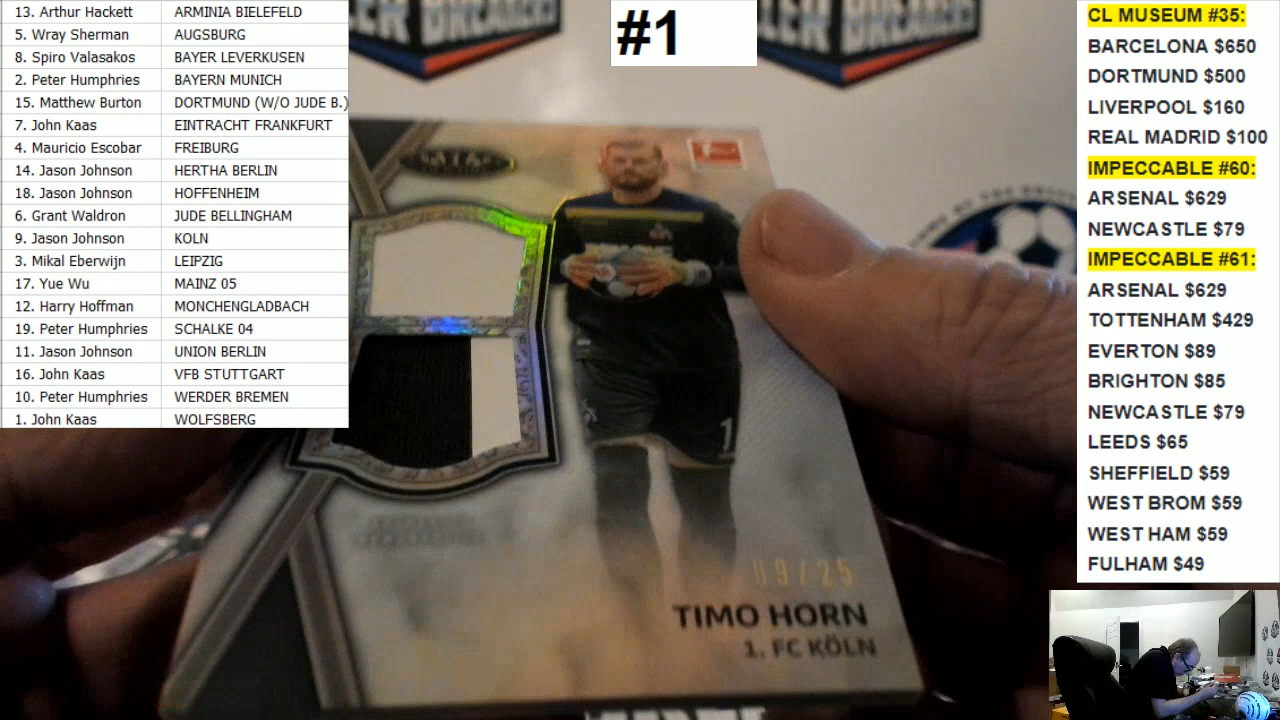 13. Arthur Hackett ARMINIA BIELEFELD
5. Wray Sherman AUGSBURG
8. Spiro Valasakos BAYER LEVERKUSEN
2. Peter Humphries BAYERN MUNICH
15. Matthew Burton DORTMUND (W/O JUDE B.)
7. John Kaas EINTRACHT FRANKFURT
4. Mauricio Escobar FREIBURG
14. Jason Johnson HERTHA BERLIN
18. Jason Johnson HOFFENHEIM
6. Grant Waldron JUDE BELLINGHAM
9. Jason Johnson KOLN
3. Mikal Eberwijn LEIPZIG
17. Yue Wu MAINZ 05
12. Harry Hoffman MONCHENGLADBACH
19. Peter Humphries SCHALKE 04
11. Jason Johnson UNION BERLIN
16. John Kaas VFB STUTTGART
10. Peter Humphries WERDER BREMEN
1. John Kaas WOLFSBERG
#1
1
09/25
TIMO HORN
1. FC KÖLN
CL MUSEUM #35:
BARCELONA $650
DORTMUND $500
LIVERPOOL $160
REAL MADRID $100
IMPECCABLE #60:
ARSENAL $629
NEWCASTLE $79
IMPECCABLE #61:
ARSENAL $629
TOTTENHAM $429
EVERTON $89
BRIGHTON $85
NEWCASTLE $79
LEEDS $65
SHEFFIELD $59
WEST BROM $59
WEST HAM $59
FULHAM $49